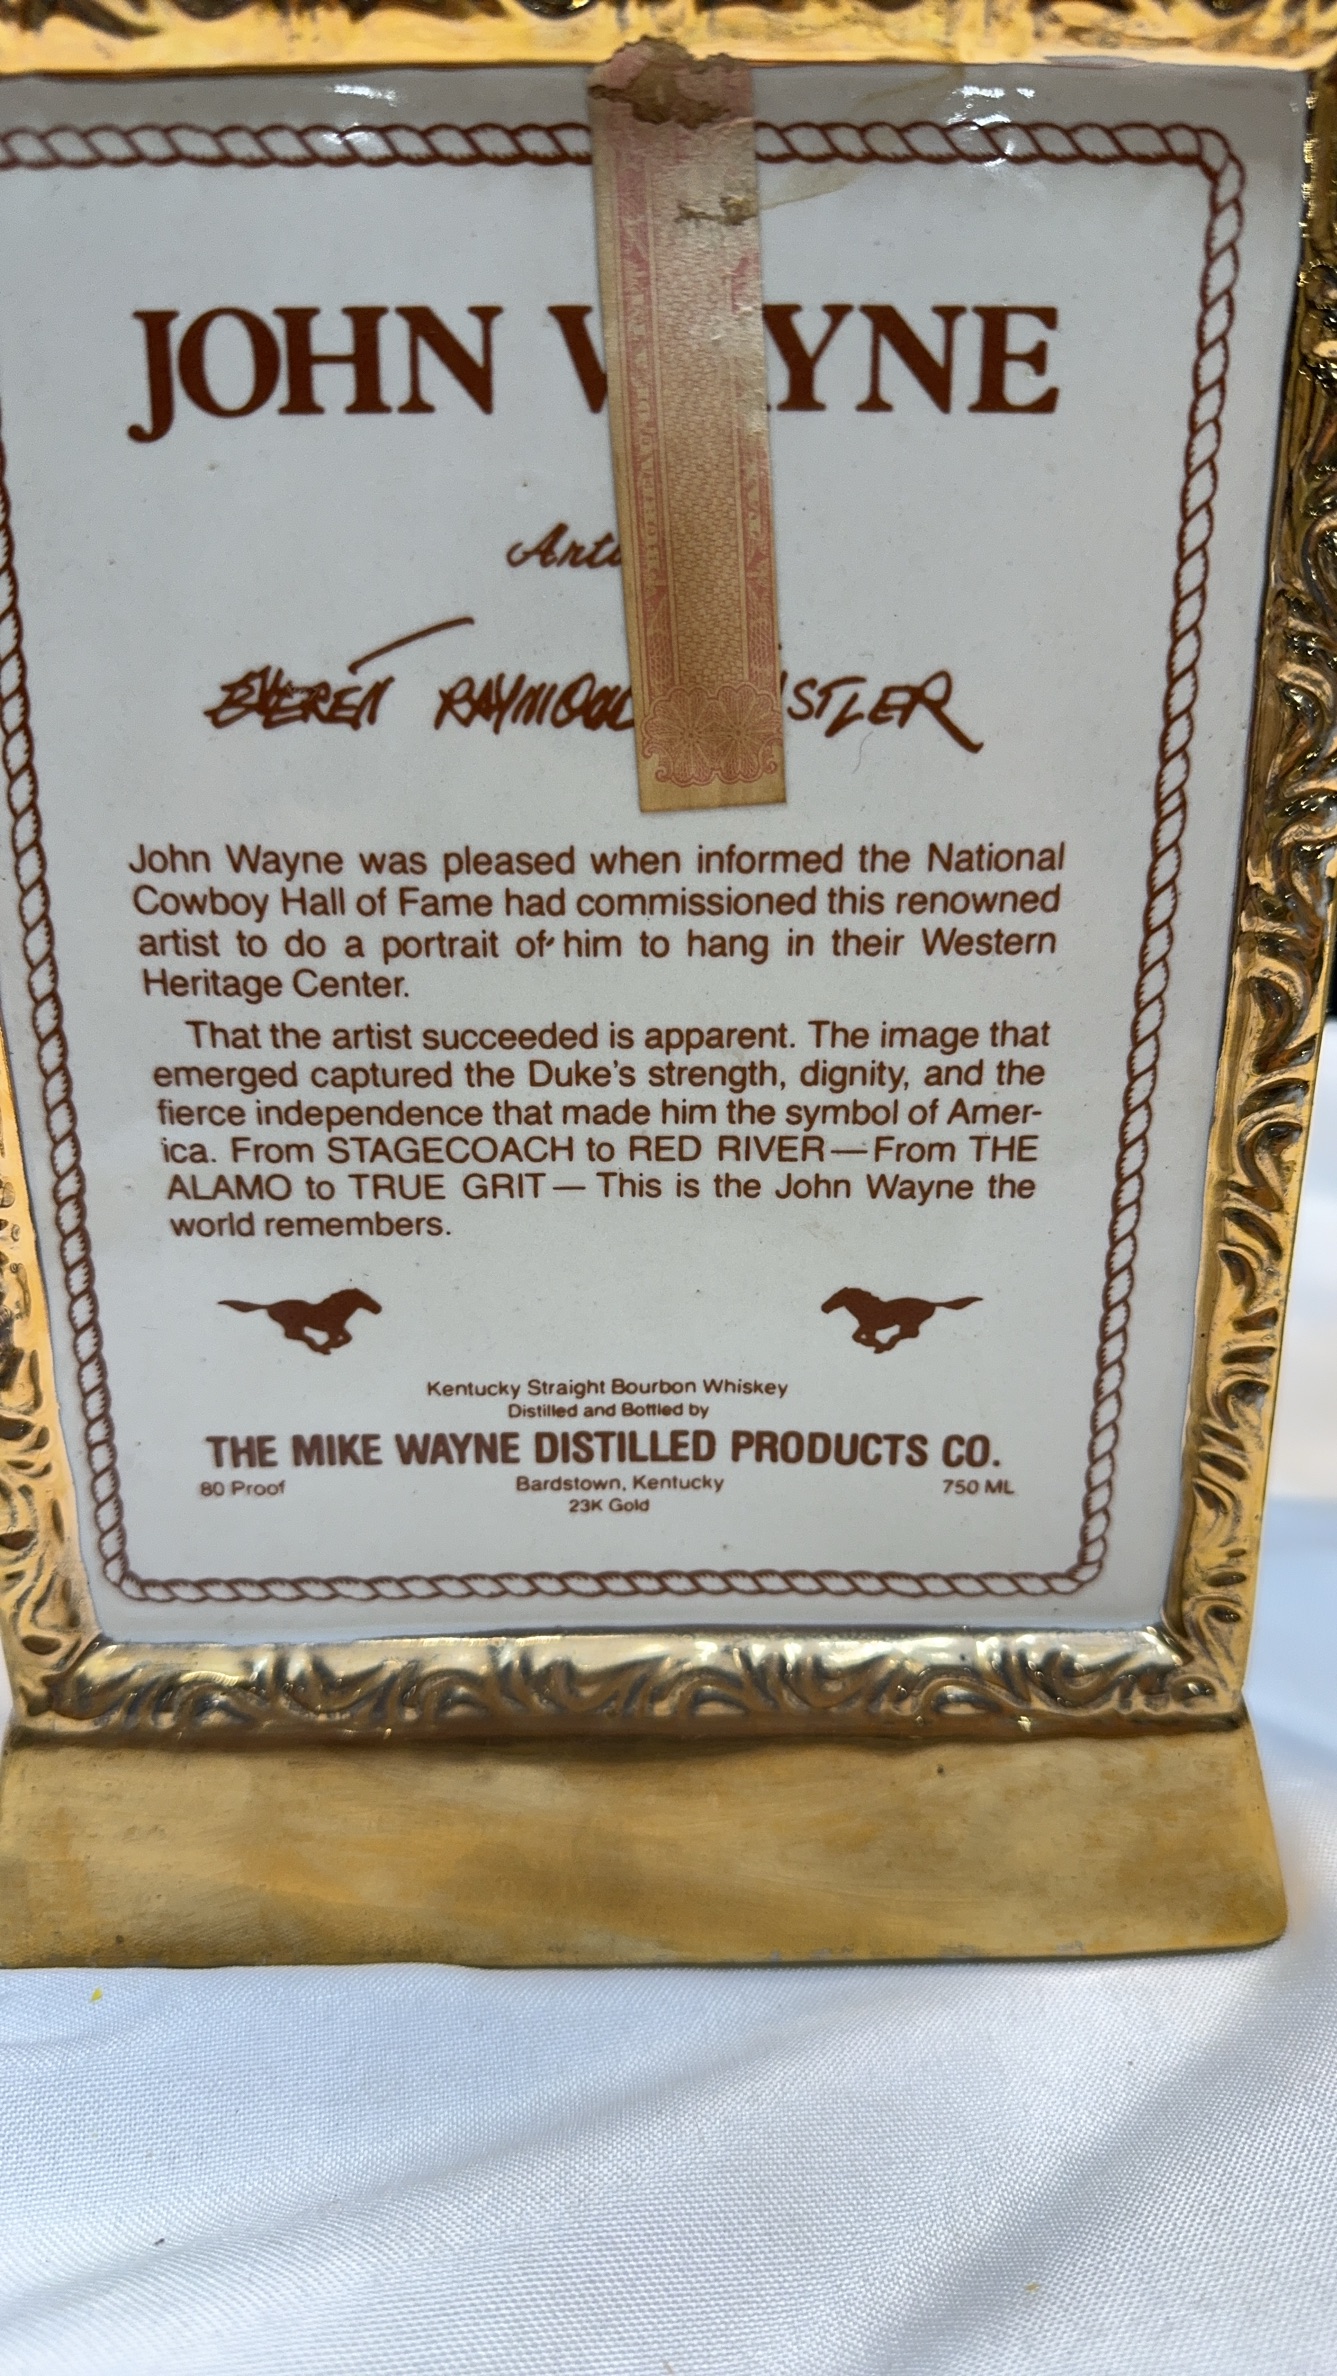 JOHN WAYNE
RAYMOND
John Wayne was pleased when informed the National
Cowboy Hall of Fame had commissioned this renowned
artist to do a portrait of him to hang in their Western
Heritage Center.
That the artist succeeded is apparent. The image that
emerged captured the Duke's strength, dignity, and the
fierce independence that made him the symbol of Amer-
ica. From STAGECOACH to RED RIVER—From THE
ALAMO to TRUE GRIT— This is the John Wayne the
world remembers.
Kentucky Straight Bourbon Whiskey
Distilled and Bottled by
THE MIKE WAYNE DISTILLED PRODUCTS CO.
80 Proof Bardstown, Kentucky 750 ML
23K Gold